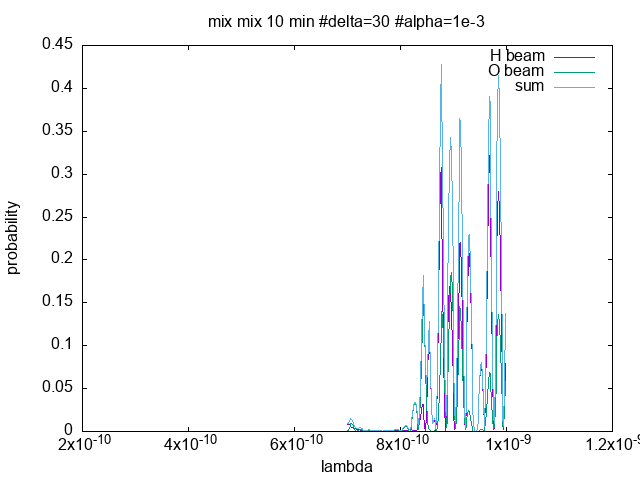 mix mix 10 min #delta=30 #alpha=1e-3
0.45
H beam
O beam
sum
0.4
0.35
0.3
0.25
0.2
0.15
0.1
0.05
0
probability
2x10-10 4x10-10 6x10-10 8x10-10 1x10-9 1.2x10-9
lambda